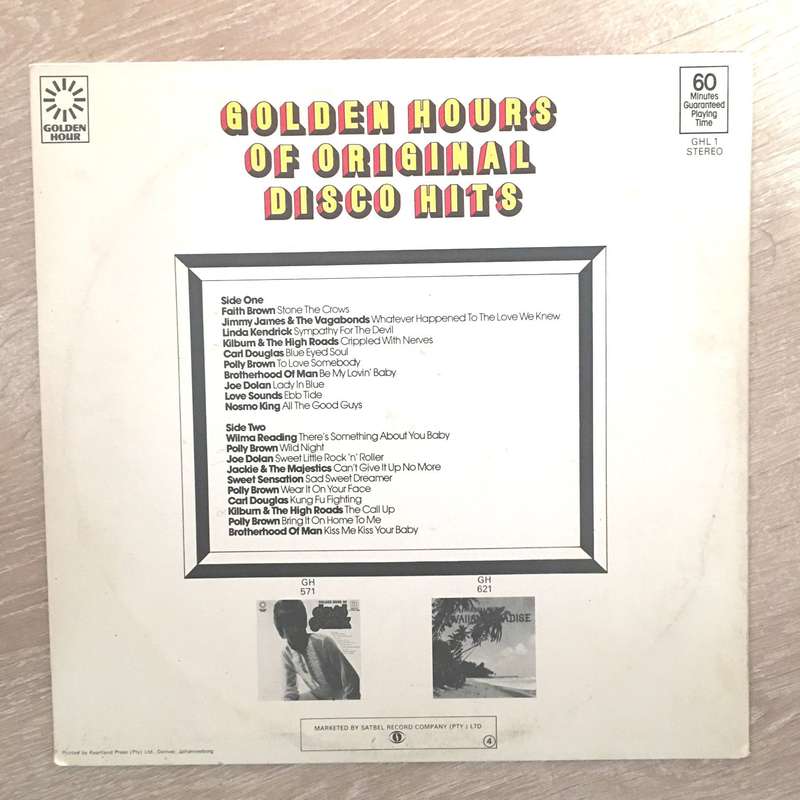 GOLDEN HOUR
60
Minutes
Guaranteed
Playing
Time
GHL 1
STEREO
GOLDEN HOURS
OF ORIGINAL
DISCO HITS
Side One
Faith Brown Stone The Crows
Jimmy James & The Vagabonds Whatever Happened To The Love We Knew
Linda Kendrick Sympathy For The Devil
Kilburn & The High Roads Crippled With Nerves
Carl Douglas Blue Eyed Soul
Polly Brown To Love Somebody
Brotherhood Of Man Be My Lovin' Baby
Joe Dolan Lady In Blue
Love Sounds Ebb Tide
Nosmo King All The Good Guys
Side Two
Wilma Reading There's Something About You Baby
Polly Brown Wild Night
Joe Dolan Sweet Little Rock 'n' Roller
Jackie & The Majestics Can't Give It Up No More
Sweet Sensation Sad Sweet Dreamer
Polly Brown Wear It On Your Face
Carl Douglas Kung Fu Fighting
Kilburn & The High Roads The Call Up
Polly Brown Bring It On Home To Me
Brotherhood Of Man Kiss Me Kiss Your Baby
GH
571
GH
621
MARKETED BY SATBEL RECORD COMPANY (PTY) LTD
4
Printed by Heartland Press (Pty) Ltd, Denver, Johannesburg